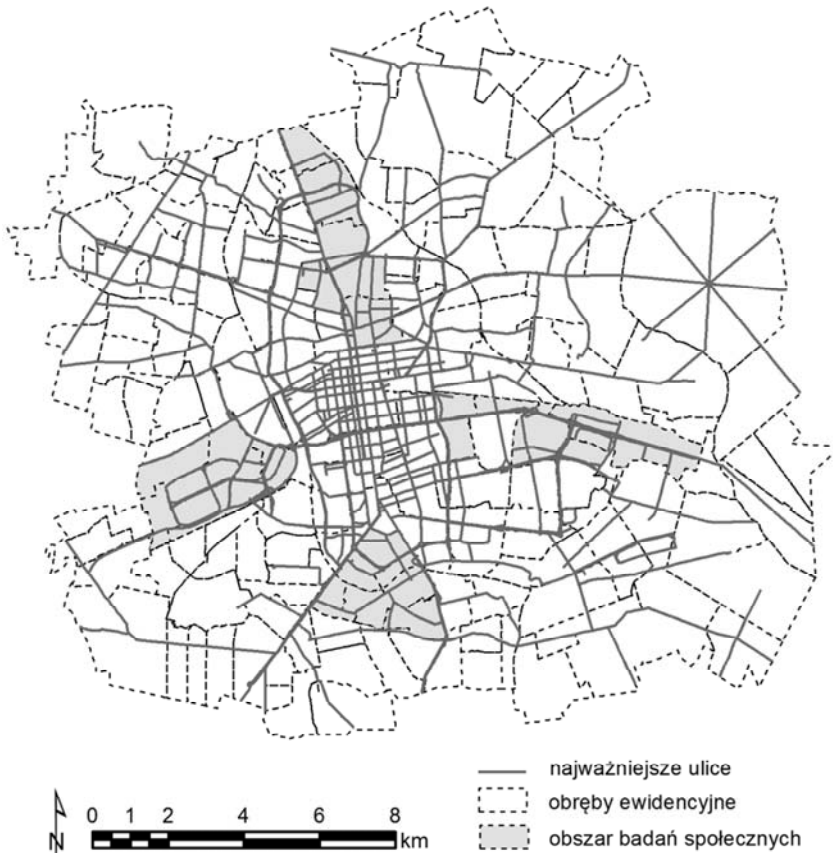 najważniejsze ulice
obręby ewidencyjne
obszar badań społecznych
N
0 1 2 4 6 8
km